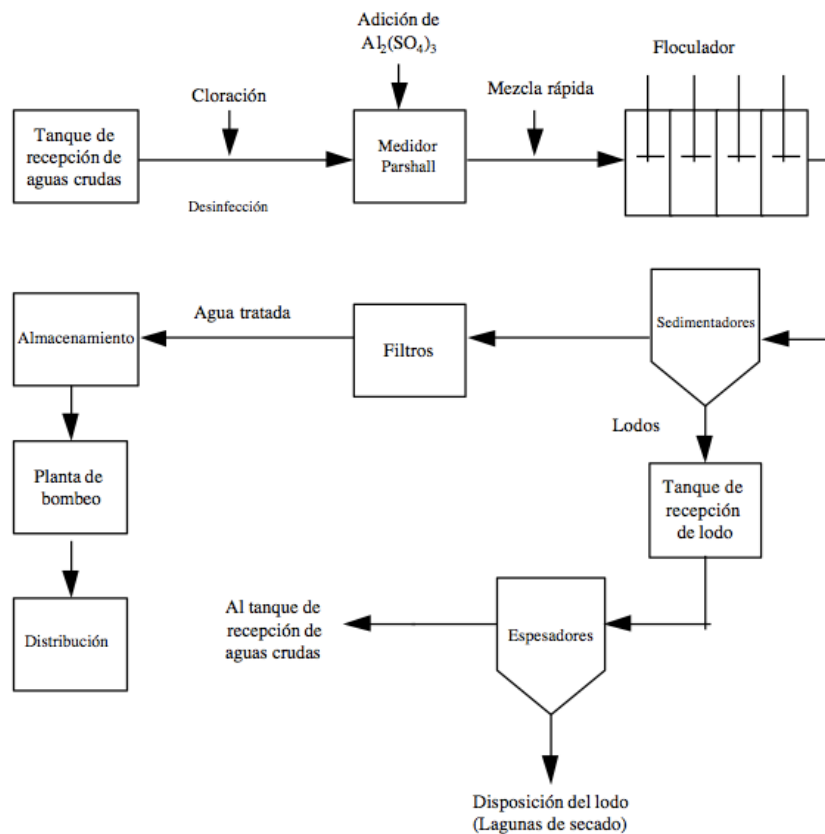 Adición de
Al₂(SO₄)₃
Floculador
Cloración
Mezcla rápida
Tanque de
recepción de
aguas crudas
Medidor
Parshall
Desinfección
Almacenamiento
Agua tratada
Filtros
Sedimentadores
Lodos
Planta de
bombeo
Tanque de
recepción
de lodo
Distribución
Al tanque de
recepción de
aguas crudas
Espesadores
Disposición del lodo
(Lagunas de secado)